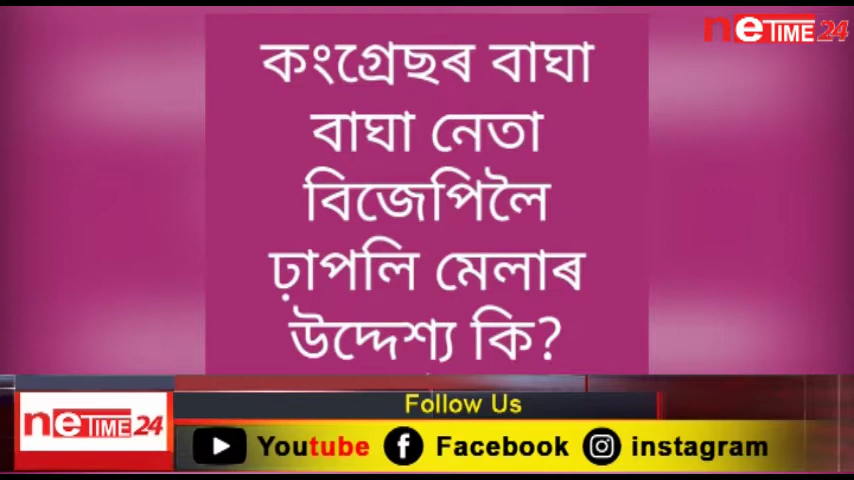 neTIME24
কংগ্ৰেছৰ বাঘা
বাঘা নেতা
বিজেপিলৈ
ঢ়াপলি মেলাৰ
উদ্দেশ্য কি?
Follow Us
neTIME24
Youtube Facebook instagram